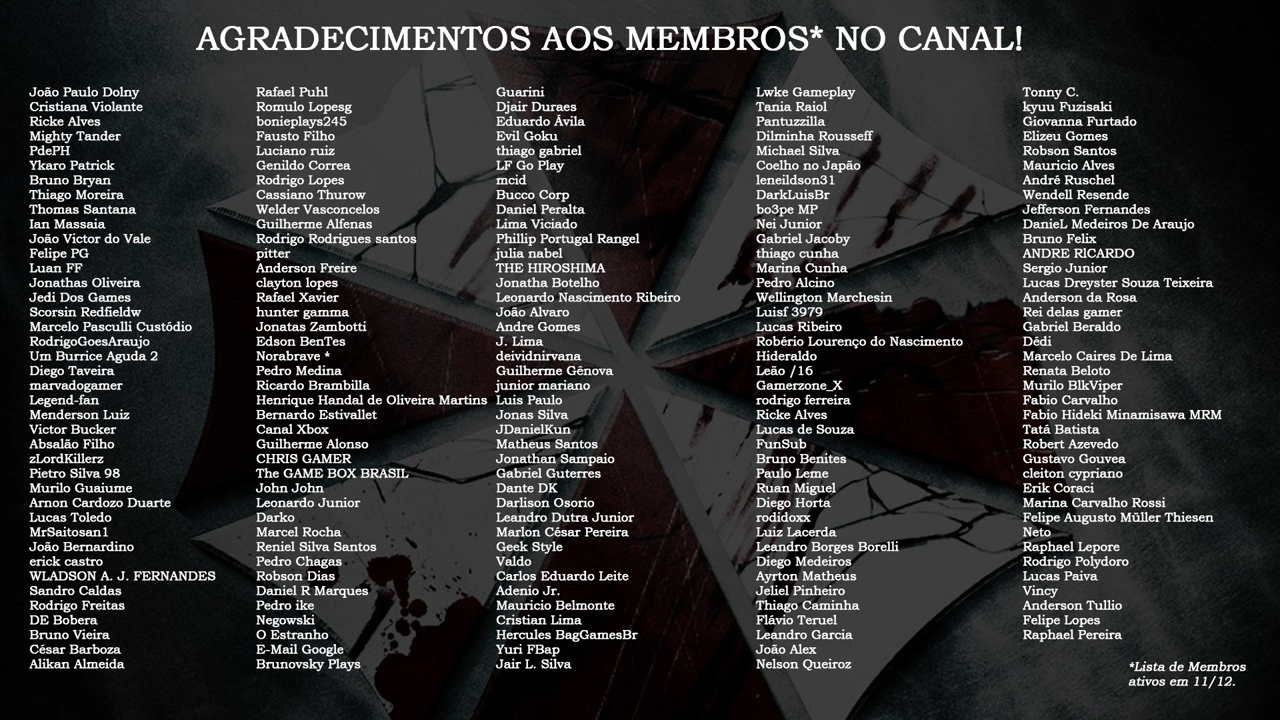 AGRADECIMENTOS AOS MEMBROS* NO CANAL!
João Paulo Dolny
Cristiana Violante
Ricke Alves
Mighty Tander
PdePH
Ykaro Patrick
Bruno Bryan
Thiago Moreira
Thomas Santana
Ian Massaia
João Victor do Vale
Felipe PG
Luan FF
Jonathas Oliveira
Jedi Dos Games
Scorsin Redfieldw
Marcelo Pasculli Custódio
RodrigoGoesAraujo
Um Burrice Aguda 2
Diego Taveira
marvadogamer
Legend-fan
Menderson Luiz
Victor Bucker
Absalão Filho
zLordKillerz
Pietro Silva 98
Murilo Guaiume
Arnon Cardozo Duarte
Lucas Toledo
MrSaitosan1
João Bernardino
erick castro
WLADSON A. J. FERNANDES
Sandro Caldas
Rodrigo Freitas
DE Bobera
Bruno Vieira
César Barboza
Alikan Almeida
Rafael Puhl
Romulo Lopesg
bonieplays245
Fausto Filho
Luciano ruiz
Genildo Correa
Rodrigo Lopes
Cassiano Thurow
Welder Vasconcelos
Guilherme Alfenas
Rodrigo Rodrigues santos
pitter
Anderson Freire
clayton lopes
Rafael Xavier
hunter gamma
Jonatas Zambotti
Edson BenTes
Norabrave *
Pedro Medina
Ricardo Brambilla
Henrique Handal de Oliveira Martins
Bernardo Estivallet
Canal Xbox
Guilherme Alonso
CHRIS GAMER
The GAME BOX BRASIL
John John
Leonardo Junior
Darko
Marcel Rocha
Reniel Silva Santos
Pedro Chagas
Robson Dias
Daniel R Marques
Pedro ike
Negowski
O Estranho
E-Mail Google
Brunovsky Plays
Guarini
Djair Duraes
Eduardo Ávila
Evil Goku
thiago gabriel
LF Go Play
mcid
Bucco Corp
Daniel Peralta
Lima Viciado
Phillip Portugal Rangel
julia nabel
THE HIROSHIMA
Jonatha Botelho
Leonardo Nascimento Ribeiro
João Alvaro
Andre Gomes
J. Lima
deividnirvana
Guilherme Gênova
junior mariano
Luis Paulo
Jonas Silva
JDanielKun
Matheus Santos
Jonathan Sampaio
Gabriel Guterres
Dante DK
Darlison Osorio
Leandro Dutra Junior
Marlon César Pereira
Geek Style
Valdo
Carlos Eduardo Leite
Adenio Jr.
Mauricio Belmonte
Cristian Lima
Hercules BagGamesBr
Yuri FBap
Jair L. Silva
Lwke Gameplay
Tania Raiol
Pantuzzilla
Dilminha Rousseff
Michael Silva
Coelho no Japão
leneildson31
DarkLuisBr
bo3pe MP
Nei Junior
Gabriel Jacoby
thiago cunha
Marina Cunha
Pedro Alcino
Wellington Marchesin
Luisf 3979
Lucas Ribeiro
Robério Lourenço do Nascimento
Hideraldo
Leão /16
Gamerzone_X
rodrigo ferreira
Ricke Alves
Lucas de Souza
FunSub
Bruno Benites
Paulo Leme
Ruan Miguel
Diego Horta
rodidoxx
Luiz Lacerda
Leandro Borges Borelli
Diego Medeiros
Ayrton Matheus
Jeliel Pinheiro
Thiago Caminha
Flávio Teruel
Leandro Garcia
João Alex
Nelson Queiroz
Tonny C.
kyuu Fuzisaki
Giovanna Furtado
Elizeu Gomes
Robson Santos
Mauricio Alves
André Ruschel
Wendell Resende
Jefferson Fernandes
DanieL Medeiros De Araujo
Bruno Felix
ANDRE RICARDO
Sergio Junior
Lucas Dreyster Souza Teixeira
Anderson da Rosa
Rei delas gamer
Gabriel Beraldo
Dédi
Marcelo Caires De Lima
Renata Beloto
Murilo BlkViper
Fabio Carvalho
Fabio Hideki Minamisawa MRM
Tatá Batista
Robert Azevedo
Gustavo Gouvea
cleiton cypriano
Erik Coraci
Marina Carvalho Rossi
Felipe Augusto Müller Thiesen
Neto
Raphael Lepore
Rodrigo Polydoro
Lucas Paiva
Vincy
Anderson Tullio
Felipe Lopes
Raphael Pereira
*Lista de Membros
ativos em 11/12.